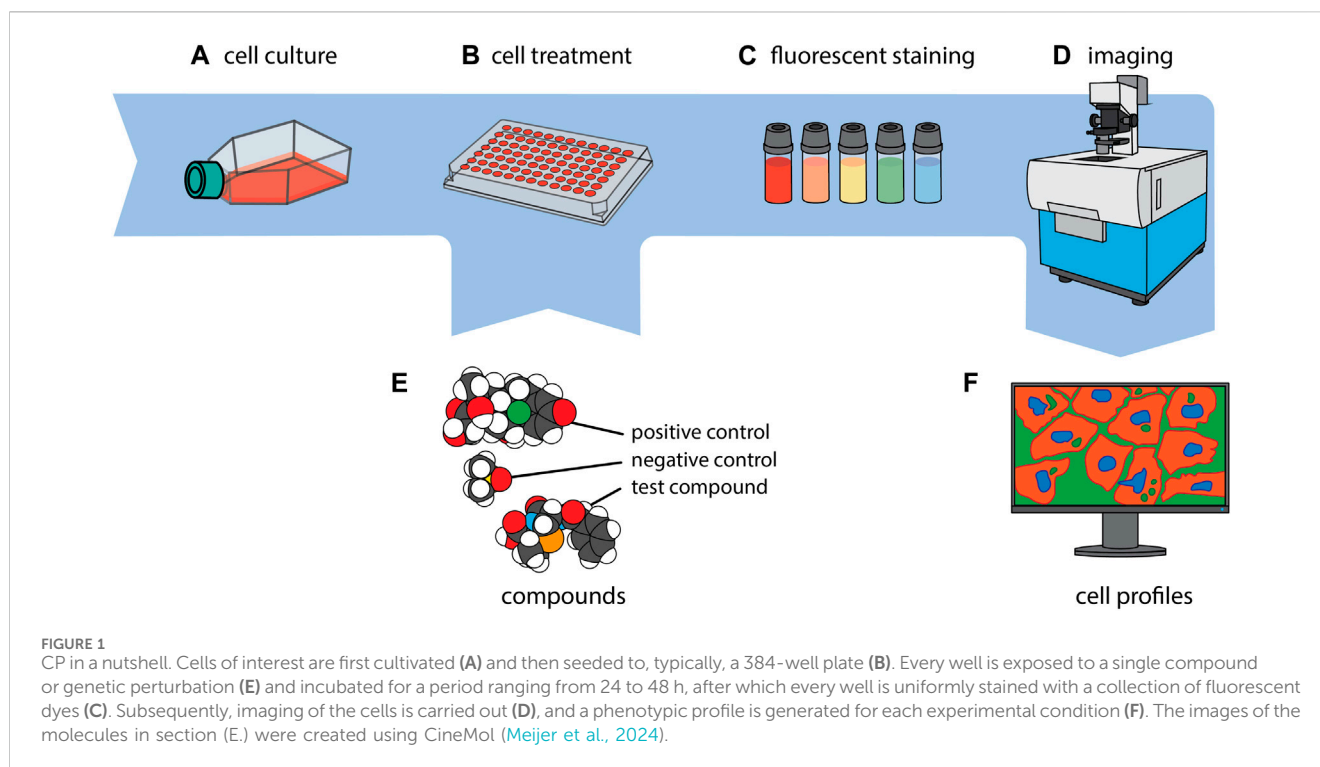 A cell culture
B cell treatment
C fluorescent staining
D imaging
E
positive control
negative control
test compound
compounds
F
cell profiles
FIGURE 1
CP in a nutshell. Cells of interest are first cultivated (A) and then seeded to, typically, a 384-well plate (B). Every well is exposed to a single compound
or genetic perturbation (E) and incubated for a period ranging from 24 to 48 h, after which every well is uniformly stained with a collection of fluorescent
dyes (C). Subsequently, imaging of the cells is carried out (D), and a phenotypic profile is generated for each experimental condition (F). The images of the
molecules in section (E.) were created using CineMol (Meijer et al., 2024).